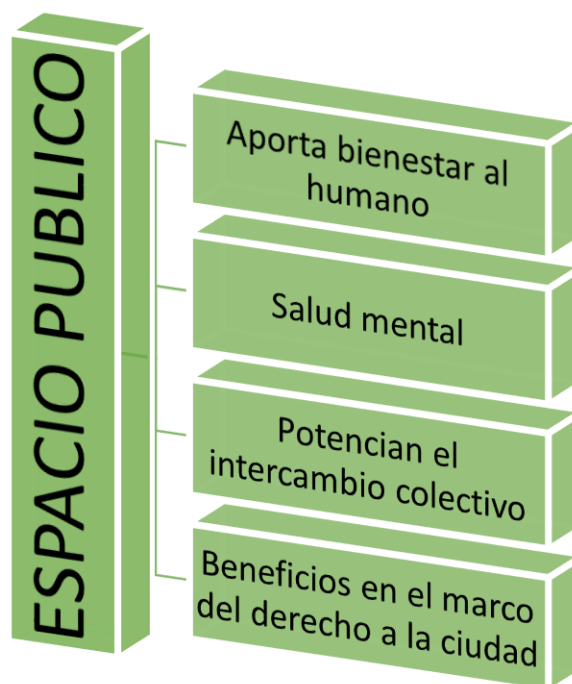 ESPACIO PUBLICO
Aporta bienestar al
humano
Salud mental
Potencian el
intercambio colectivo
Beneficios en el marco
del derecho a la ciudad